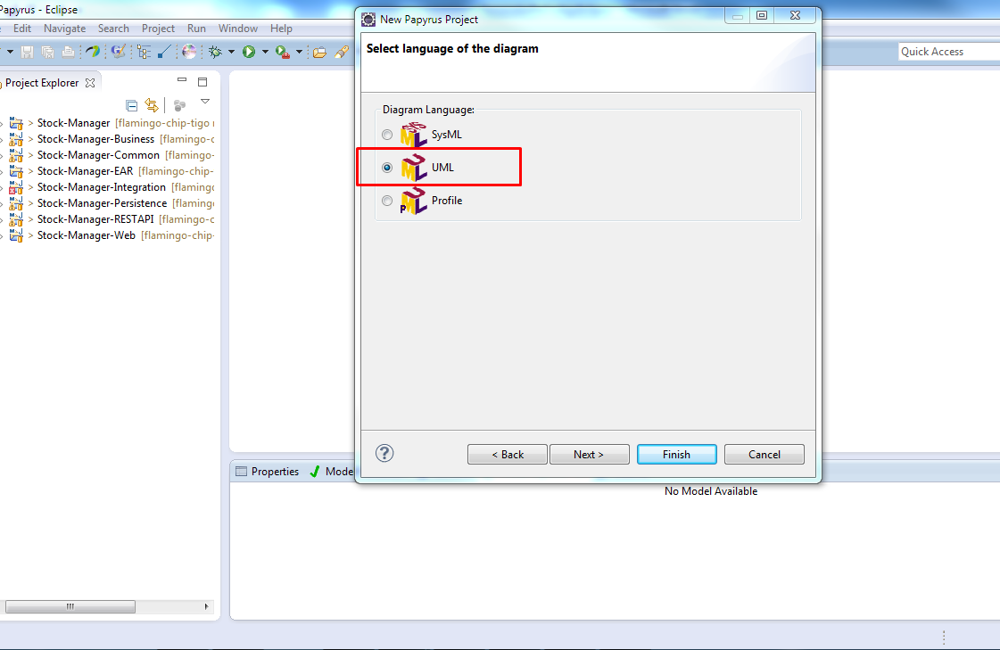 Papyrus - Eclipse
Edit Navigate Search Project Run Window Help
Quick Access
Project Explorer
> Stock-Manager [flamingo-chip-tigo
> Stock-Manager-Business [flamingo-c
> Stock-Manager-Common [flamingo-
> Stock-Manager-EAR [flamingo-chip-
> Stock-Manager-Integration [flaming
> Stock-Manager-Persistence [flamingo
> Stock-Manager-RESTAPI [flamingo-c
> Stock-Manager-Web [flamingo-chip-
New Papyrus Project
Select language of the diagram
Diagram Language:
SysML
UML
Profile
< Back Next > Finish Cancel
Properties Mode
No Model Available